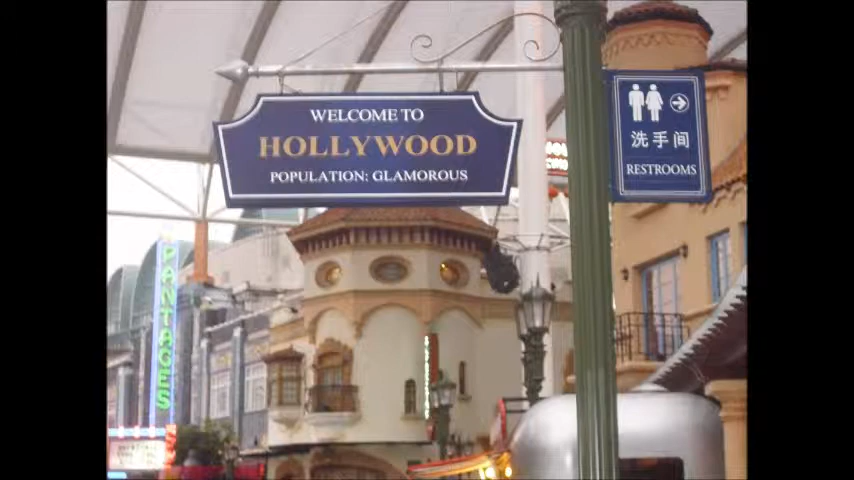 WELCOME TO
HOLLYWOOD
POPULATION: GLAMOROUS
洗手间
RESTROOMS
PANTAGES